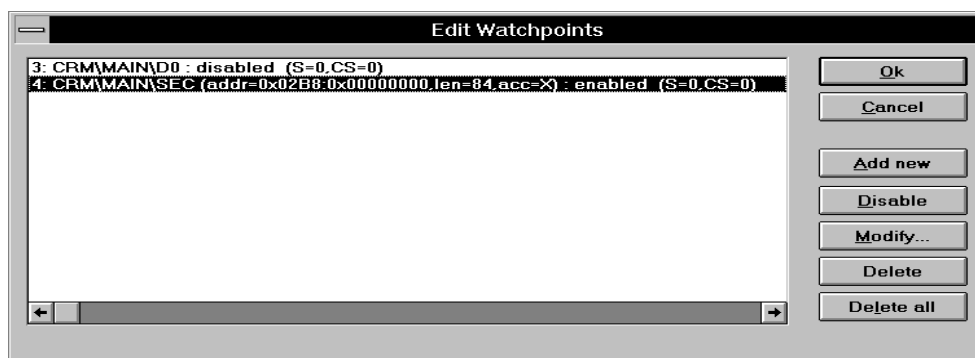 Edit Watchpoints
3: CRM\MAIN\D0 : disabled (S=0,CS=0)
4: CRM\MAIN\SEC (addr=0x02B8:0x00000000,len=84,acc=X) : enabled (S=0,CS=0)
Ok
Cancel
Add new
Disable
Modify...
Delete
Delete all